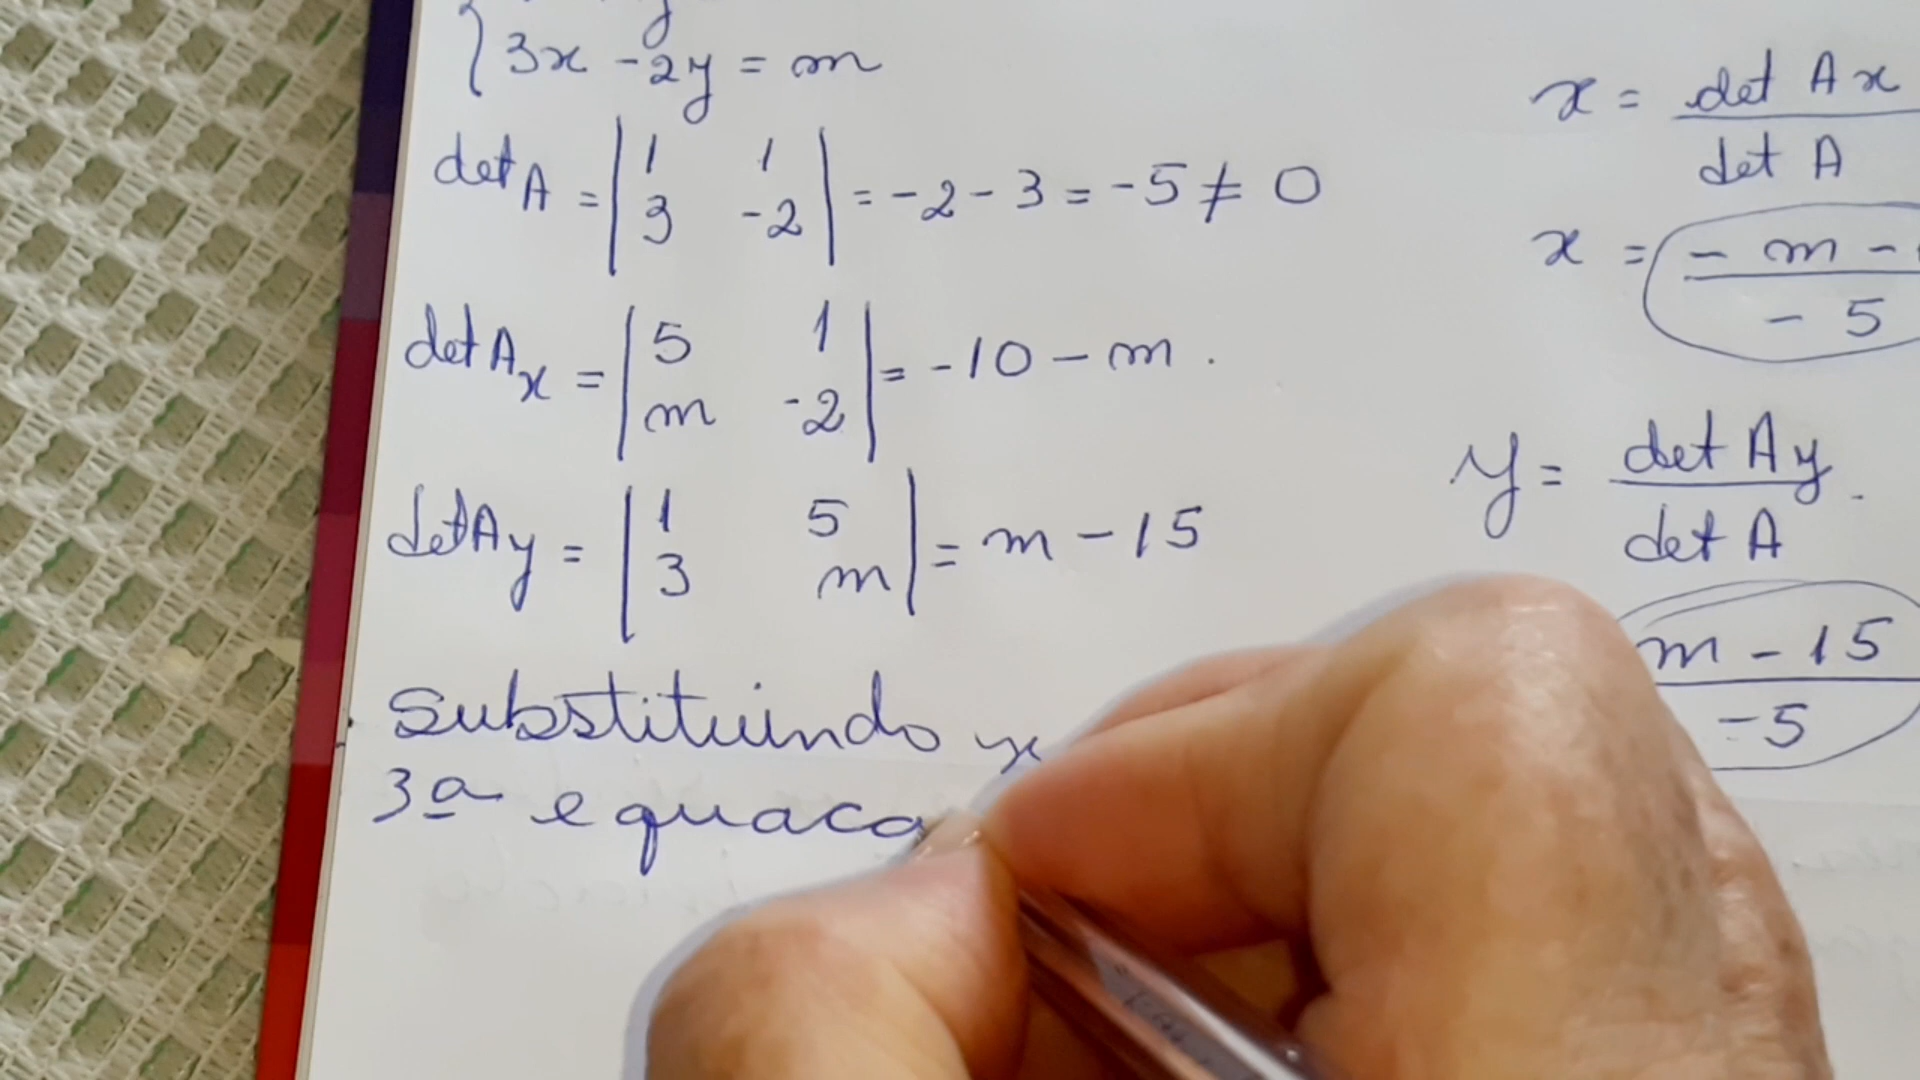 3x - 2y = m
det A = | 1 1 | = -2 - 3 = -5 ≠ 0
| 3 -2 |
det Ax = | 5 1 | = -10 - m .
| m -2 |
det Ay = | 1 5 | = m - 15
| 3 m |
Substituindo
3ª equaca
x = det Ax
det A
x = - m -
- 5
y = det Ay .
det A
m - 15
-5